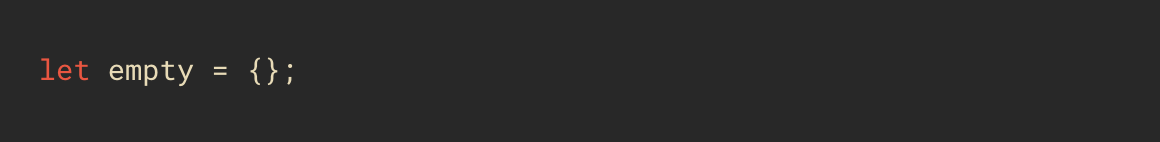 let empty = {};